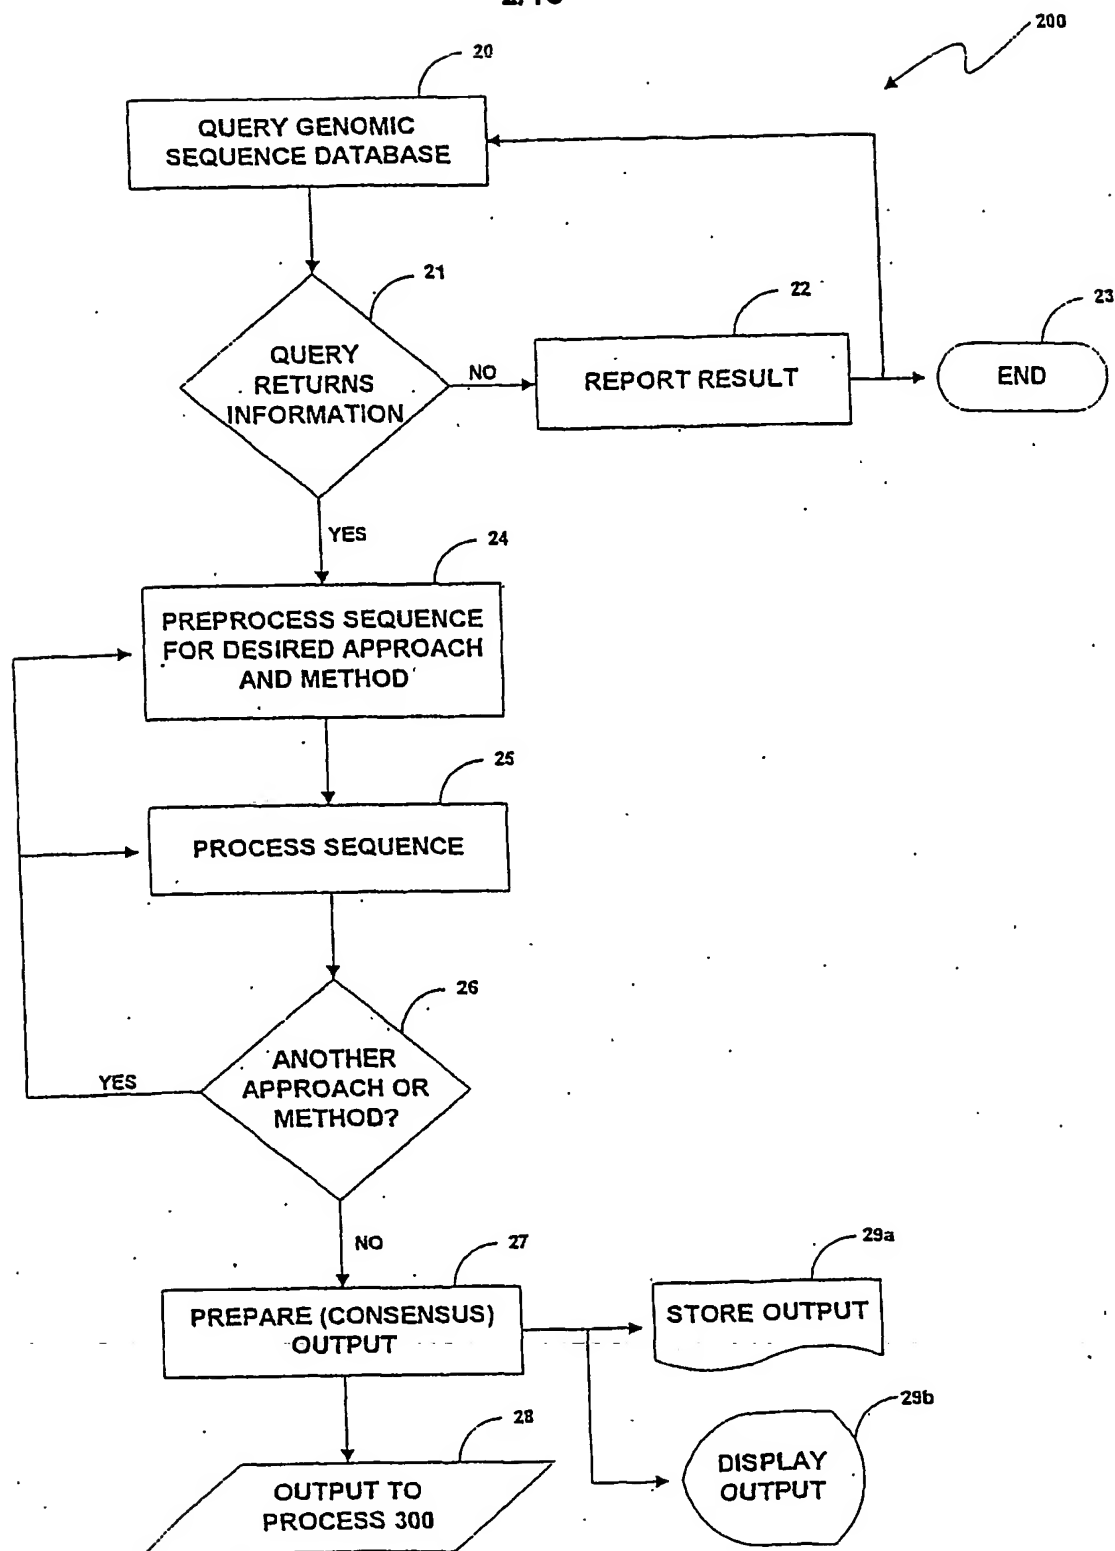 200
20
QUERY GENOMIC
SEQUENCE DATABASE
21
QUERY
RETURNS
INFORMATION
NO
22
REPORT RESULT
23
END
YES
24
PREPROCESS SEQUENCE
FOR DESIRED APPROACH
AND METHOD
25
PROCESS SEQUENCE
26
ANOTHER
APPROACH OR
METHOD?
YES
NO
27
PREPARE (CONSENSUS)
OUTPUT
29a
STORE OUTPUT
29b
DISPLAY
OUTPUT
28
OUTPUT TO
PROCESS 300